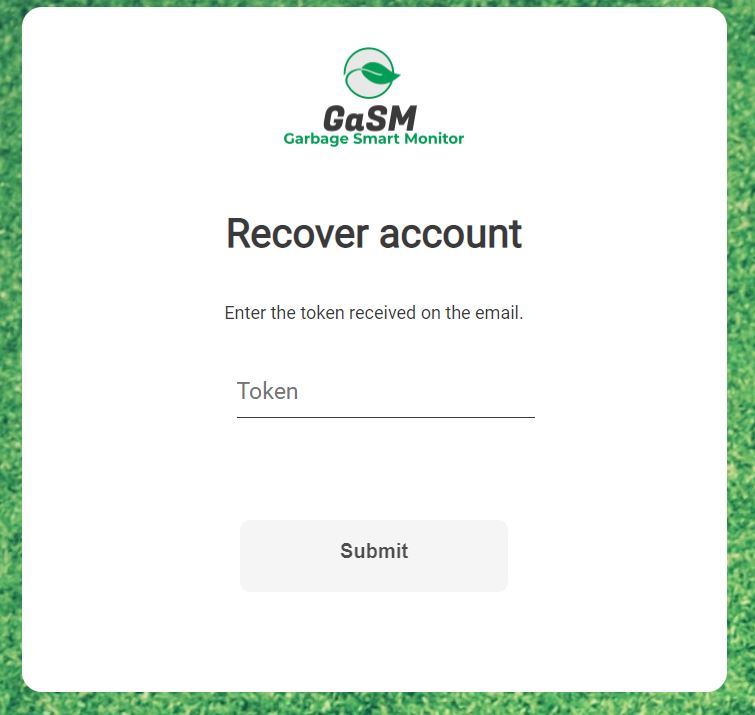 GaSM
Garbage Smart Monitor
Recover account
Enter the token received on the email.
Token
Submit